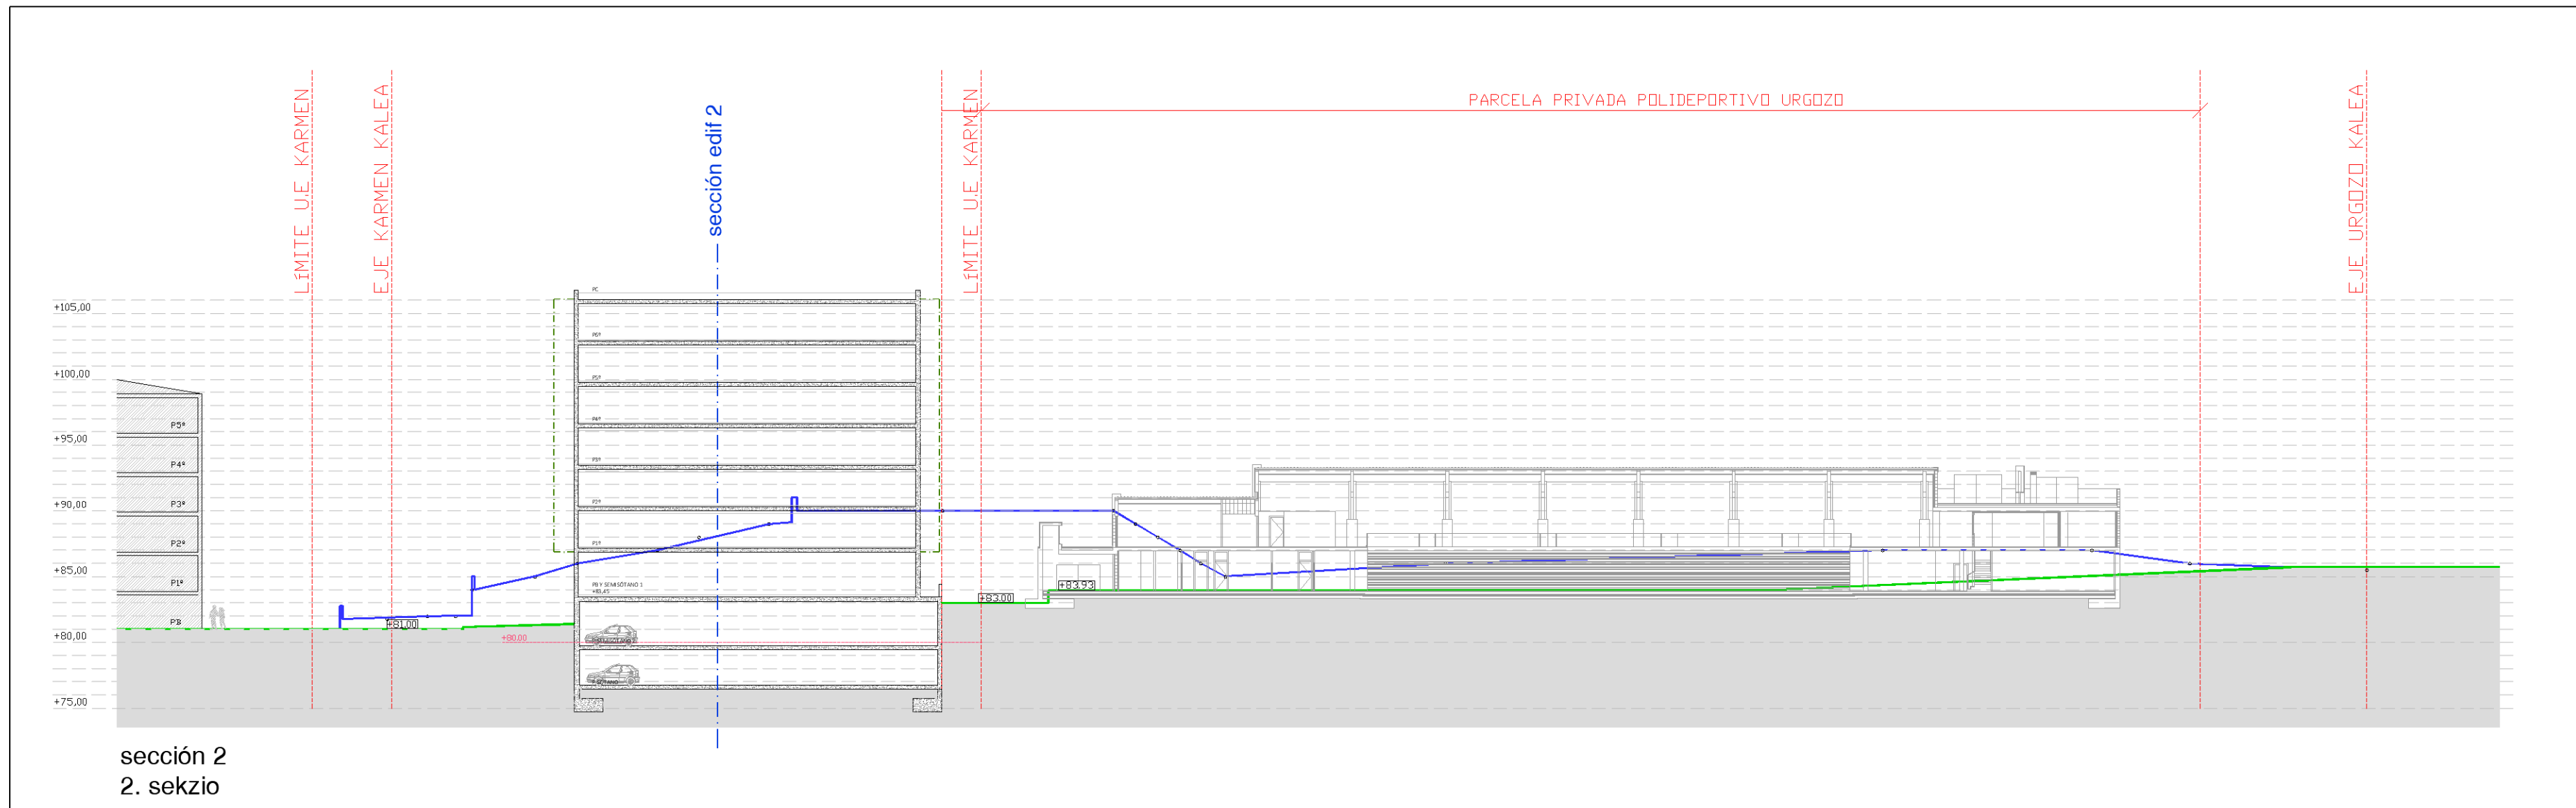 PARCELA PRIVADA POLIDEPORTIVO URGOZO
LÍMITE U.E. KARMEN
EJE KARMEN KALEA
sección edif 2
LÍMITE U.E. KARMEN
EJE URGOZO KALEA
+105,00
+100,00
+95,00
+90,00
+85,00
+80,00
+75,00
P5º
P4º
P3º
P2º
P1º
PB
PC
P6º
P5º
P4º
P3º
P2º
P1º
PB Y SEMISÓTANO 1
+83,45
SÓTANO
+81.00
+80.00
+83.00
+83.93
sección 2
2. sekzio